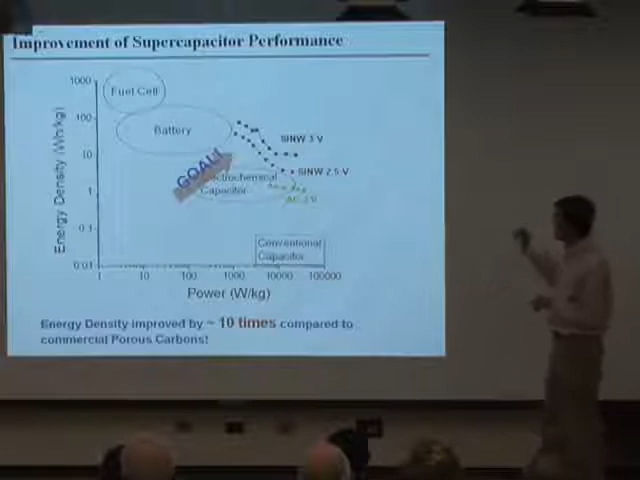 Improvement of Supercapacitor Performance
Energy Density (Wh/kg)
1000
100
10
1
0.1
0.01
Fuel Cell
Battery
GOAL!
SiNW 3 V
SiNW 2.5 V
Electrochemical
Capacitor
AC 3 V
Conventional
Capacitor
1
10
100
1000
10000
100000
Power (W/kg)
Energy Density improved by ~ 10 times compared to
commercial Porous Carbons!